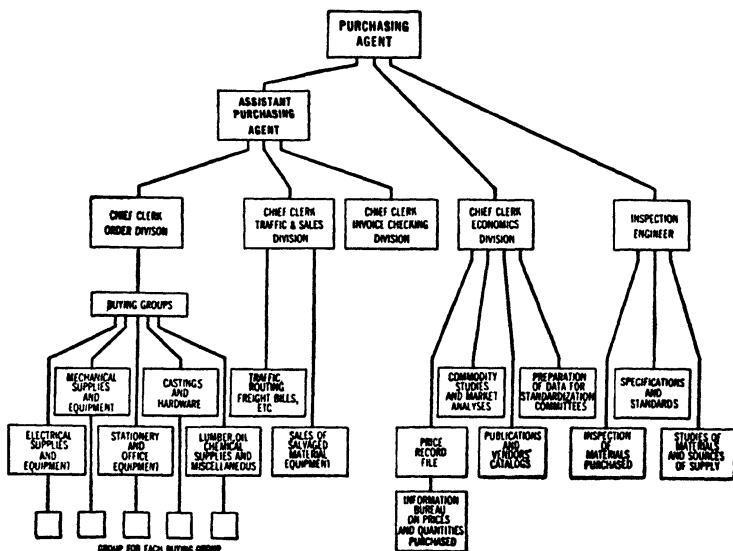 PURCHASING
AGENT
ASSISTANT
PURCHASING
AGENT
CHIEF CLERK
ORDER DIVISON
CHIEF CLERK
TRAFFIC & SALES
DIVISION
CHIEF CLERK
INVOICE CHECKING
DIVISION
CHIEF CLERK
ECONOMICS
DIVISION
INSPECTION
ENGINEER
BUYING GROUPS
MECHANICAL
SUPPLIES
AND
EQUIPMENT
CASTINGS
AND
HARDWARE
TRAFFIC
ROUTING
FREIGHT BILLS,
ETC
COMMODITY
STUDIES
AND MARKET
ANALYSES
PREPARATION
OF DATA FOR
STANDARDIZATION
COMMITTEES
SPECIFICATIONS
AND
STANDARDS
ELECTRICAL
SUPPLIES
AND
EQUIPMENT
STATIONERY
AND
OFFICE
EQUIPMENT
LUMBER, OIL
CHEMICAL
SUPPLIES AND
MISCELLANEOUS
SALES OF
SALVAGED
MATERIAL
EQUIPMENT
PRICE
RECORD
FILE
PUBLICATIONS
AND
VENDORS'
CATALOGS
INSPECTION
OF
MATERIALS
PURCHASED
STUDIES OF
MATERIALS
AND SOURCES
OF SUPPLY
INFORMATION
BUREAU
ON PRICES
AND
QUANTITIES
PURCHASED
GROUP FOR EACH BUYING GROUP